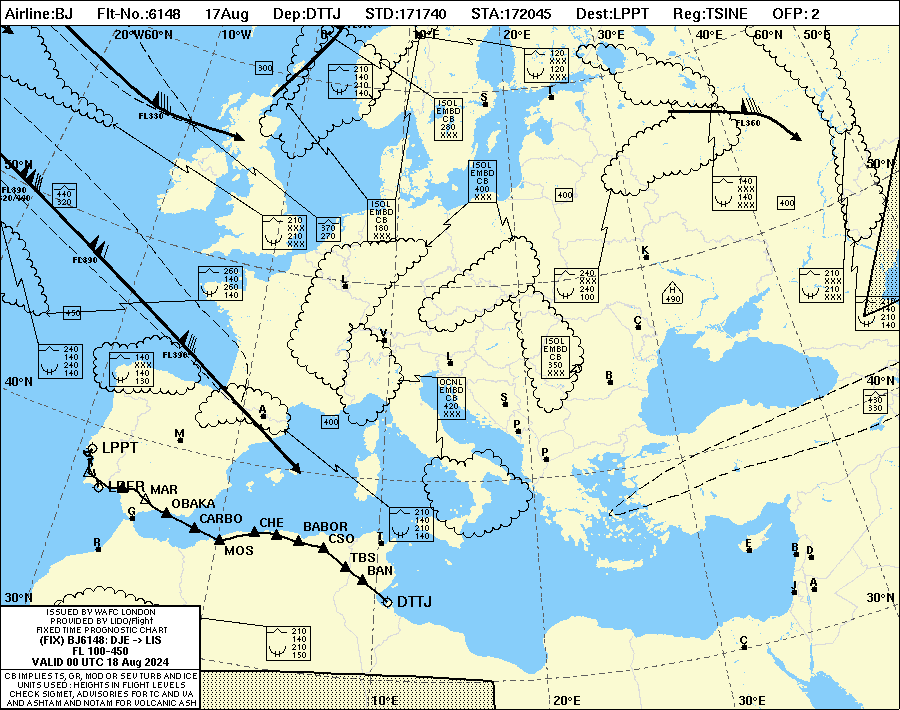 Airline:BJ Flt-No.:6148 17Aug Dep:DTTJ STD:171740 STA:172045 Dest:LPPT Reg:TSINE OFP: 2
20°W60°N 10°W 0° 10°E 20°E 30°E 40°E 60°N 50°E
300
210
140
210
140
120
XXX
120
XXX
ISOL
EMBD
CB
280
XXX
S
T
FL330
FL360
50°N
50°N
FL390
320/440
440
320
ISOL
EMBD
CB
400
XXX
400
140
XXX
140
XXX
400
ISOL
EMBD
CB
180
XXX
210
XXX
210
XXX
370
270
FL390
K
260
140
260
140
L
240
XXX
240
100
H
490
210
XXX
210
XXX
210
140
210
140
450
C
V
FL390
240
140
240
140
140
XXX
140
130
L
ISOL
EMBD
CB
350
XXX
B
40°N
40°N
OCNL
EMBD
CB
420
XXX
S
430
330
A
400
P
M
LPPT
P
LPFR
MAR
OBAKA
G
CARBO
CHE
BABOR
CSO
MOS
210
140
210
140
T
R
TBS
BAN
DTTJ
E
B
D
J
A
30°N
30°N
C
210
140
210
150
ISSUED BY WAFC LONDON
PROVIDED BY LIDO/Flight
FIXED TIME PROGNOSTIC CHART
(FIX) BJ6148: DJE -> LIS
FL 100-450
VALID 00 UTC 18 Aug 2024
CB IMPLIES TS, GR, MOD OR SEV TURB AND ICE
UNITS USED : HEIGHTS IN FLIGHT LEVELS
CHECK SIGMET, ADVISORIES FOR TC AND VA
AND ASHTAM AND NOTAM FOR VOLCANIC ASH
10°E
20°E
30°E